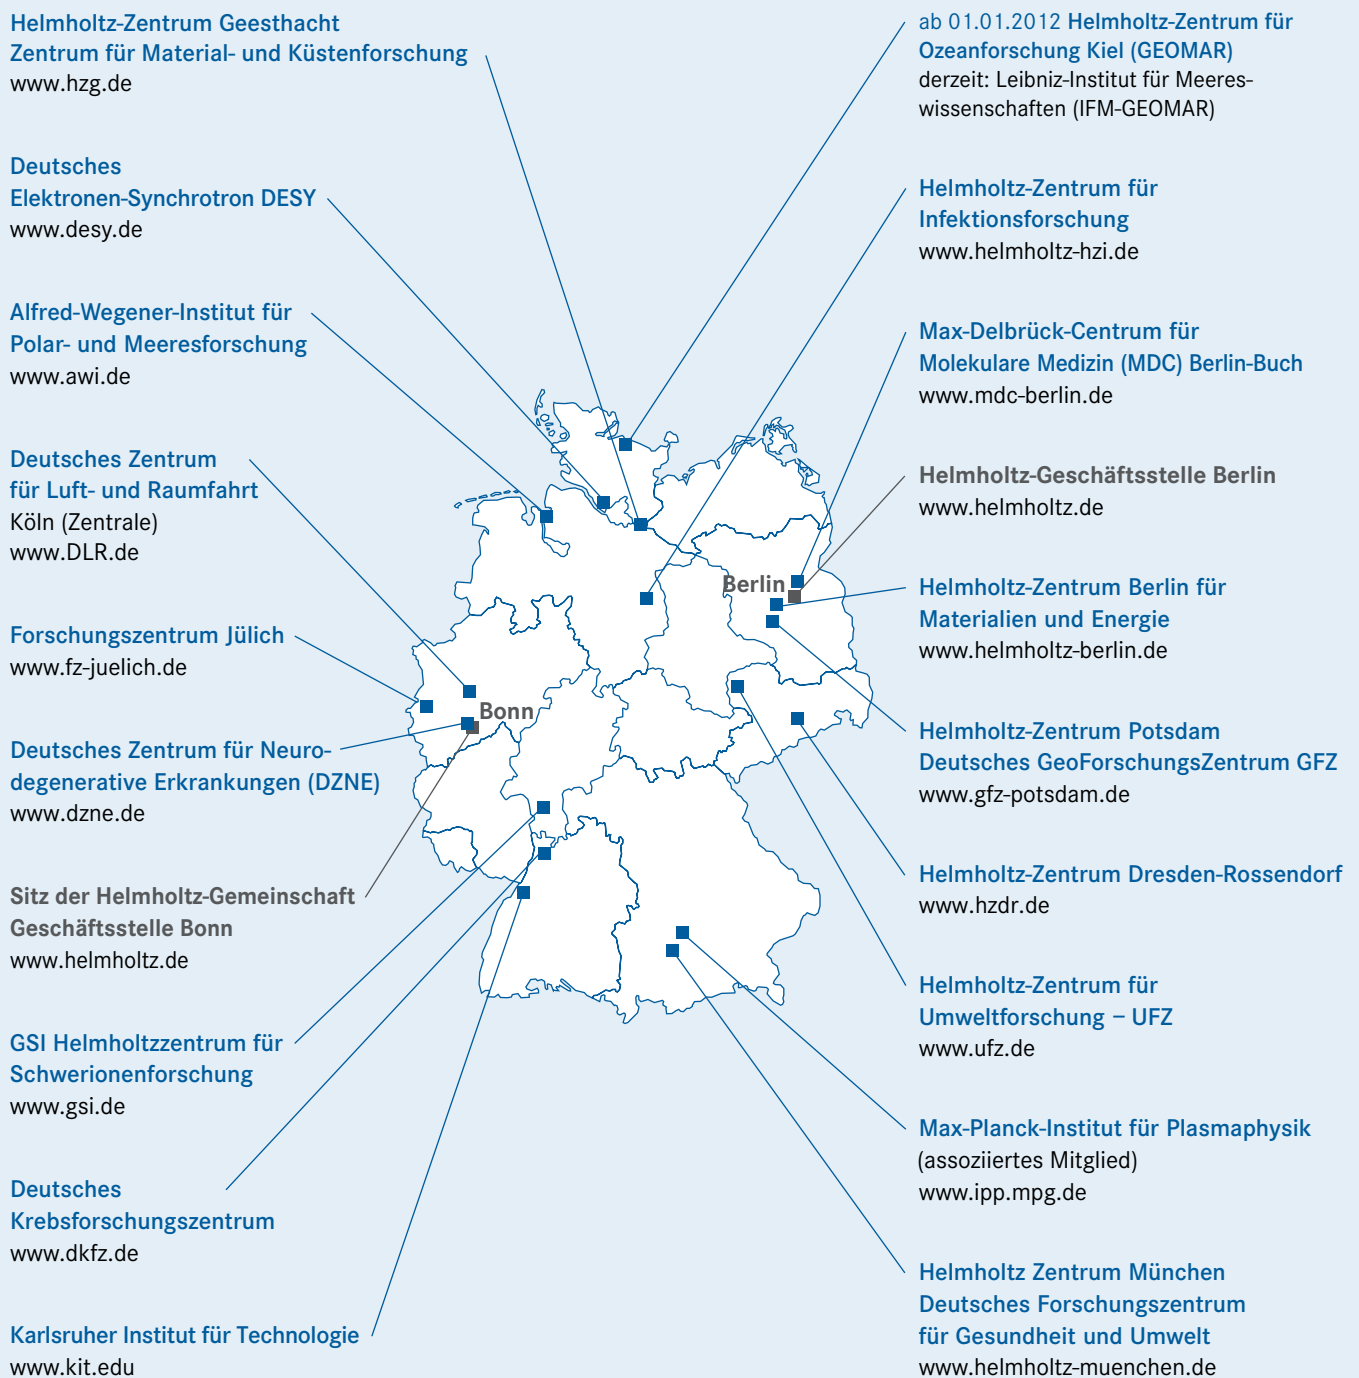 Helmholtz-Zentrum Geesthacht
Zentrum für Material- und Küstenforschung
www.hzg.de
Deutsches
Elektronen-Synchrotron DESY
www.desy.de
Alfred-Wegener-Institut für
Polar- und Meeresforschung
www.awi.de
Deutsches Zentrum
für Luft- und Raumfahrt
Köln (Zentrale)
www.DLR.de
Forschungszentrum Jülich
www.fz-juelich.de
Deutsches Zentrum für Neuro-
degenerative Erkrankungen (DZNE)
www.dzne.de
Sitz der Helmholtz-Gemeinschaft
Geschäftsstelle Bonn
www.helmholtz.de
GSI Helmholtzzentrum für
Schwerionenforschung
www.gsi.de
Deutsches
Krebsforschungszentrum
www.dkfz.de
Karlsruher Institut für Technologie
www.kit.edu
Berlin
Bonn
ab 01.01.2012 Helmholtz-Zentrum für
Ozeanforschung Kiel (GEOMAR)
derzeit: Leibniz-Institut für Meeres-
wissenschaften (IFM-GEOMAR)
Helmholtz-Zentrum für
Infektionsforschung
www.helmholtz-hzi.de
Max-Delbrück-Centrum für
Molekulare Medizin (MDC) Berlin-Buch
www.mdc-berlin.de
Helmholtz-Geschäftsstelle Berlin
www.helmholtz.de
Helmholtz-Zentrum Berlin für
Materialien und Energie
www.helmholtz-berlin.de
Helmholtz-Zentrum Potsdam
Deutsches GeoForschungsZentrum GFZ
www.gfz-potsdam.de
Helmholtz-Zentrum Dresden-Rossendorf
www.hzdr.de
Helmholtz-Zentrum für
Umweltforschung – UFZ
www.ufz.de
Max-Planck-Institut für Plasmaphysik
(assoziiertes Mitglied)
www.ipp.mpg.de
Helmholtz Zentrum München
Deutsches Forschungszentrum
für Gesundheit und Umwelt
www.helmholtz-muenchen.de